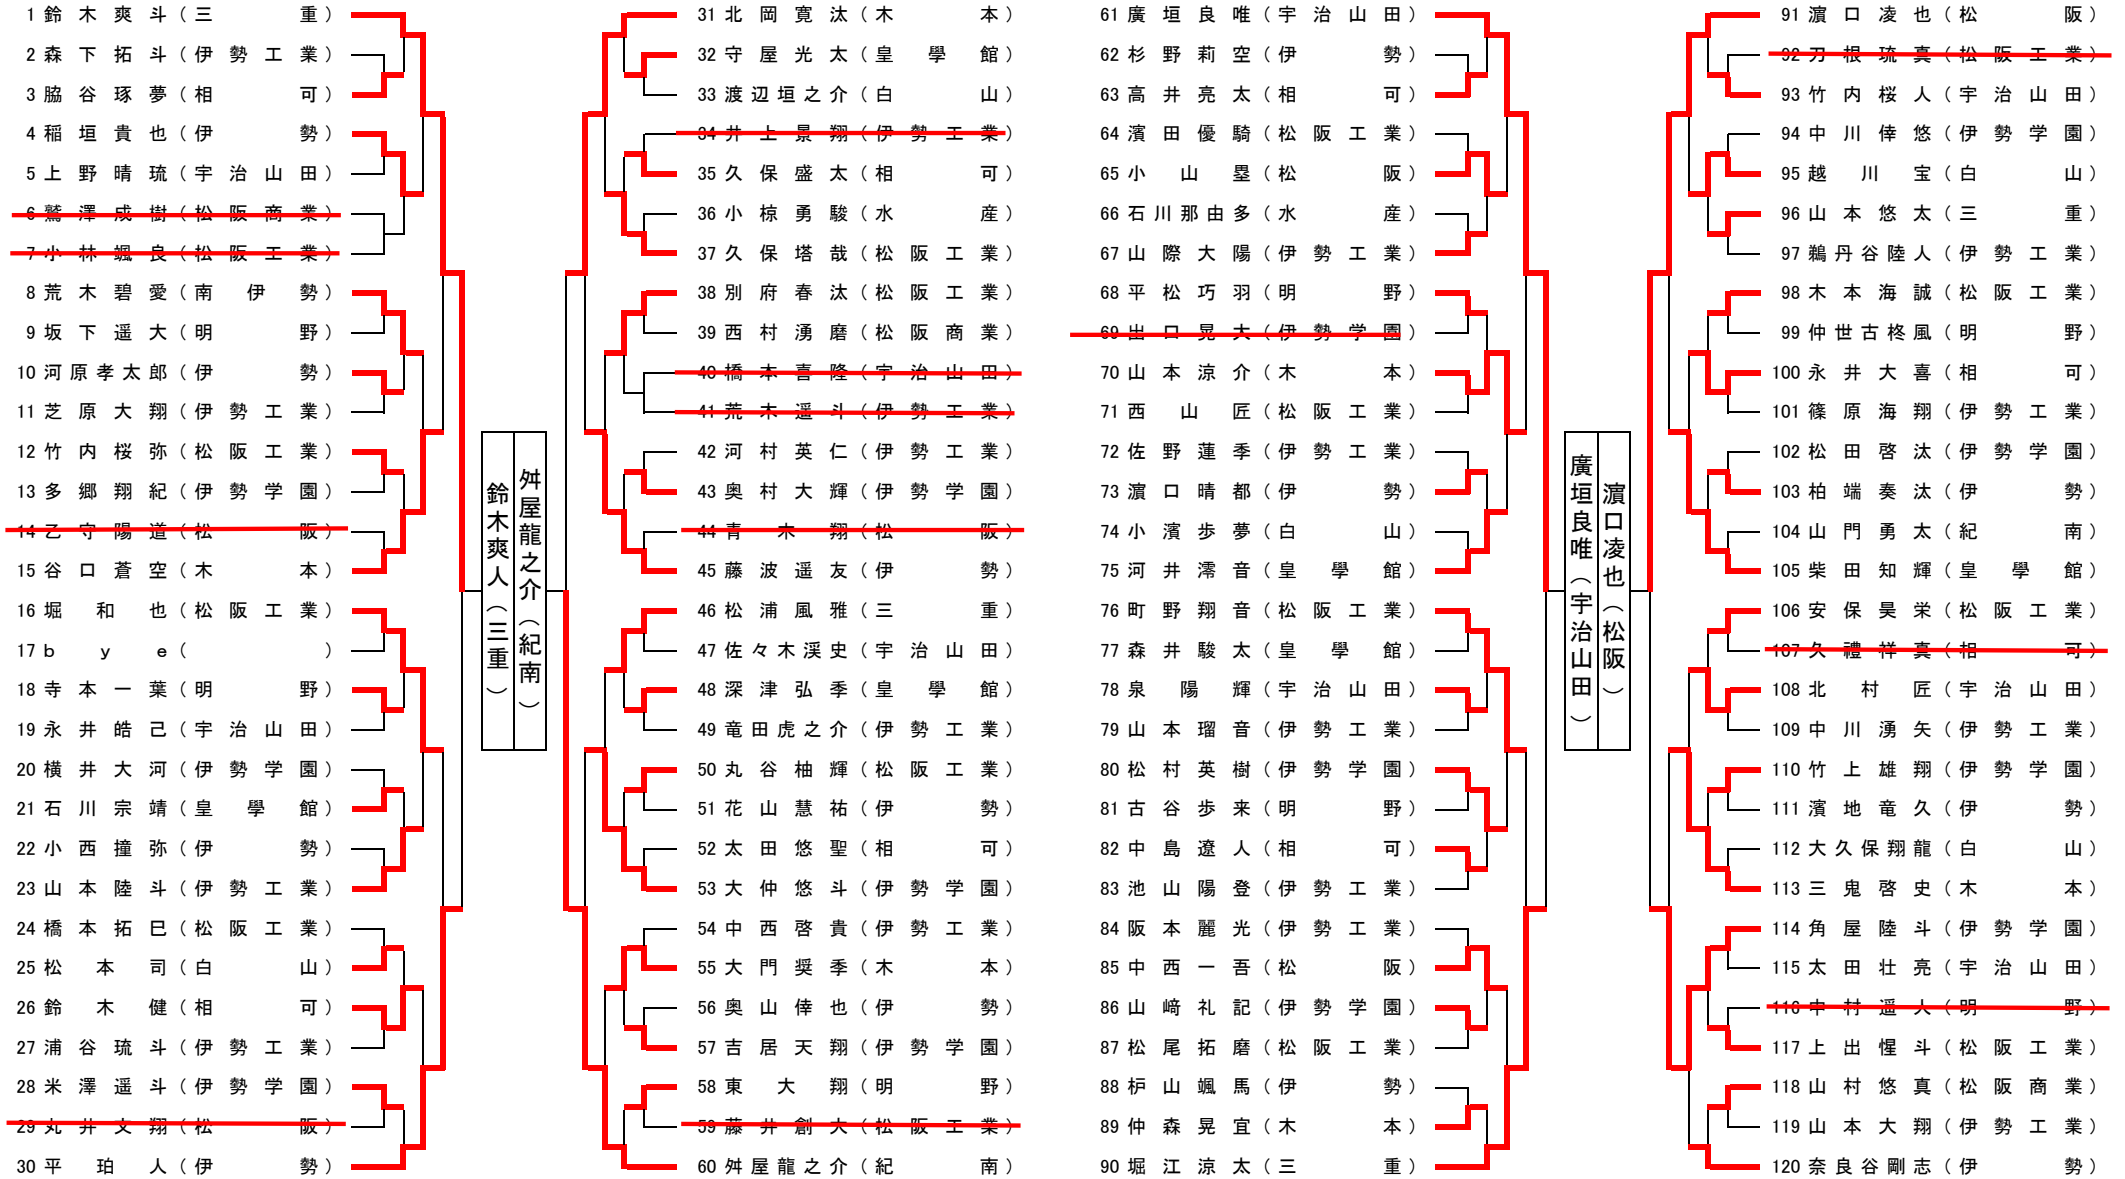 1 鈴木爽斗（三重）
2 森下拓斗（伊勢工業）
3 脇谷琢夢（相可）
4 稲垣貴也（伊勢）
5 上野晴琉（宇治山田）
6 鷲澤成樹（松阪商業）
7 小林颯良（松阪工業）
8 荒木碧愛（南伊勢）
9 坂下遥大（明野）
10 河原孝太郎（伊勢）
11 芝原大翔（伊勢工業）
12 竹内桜弥（松阪工業）
13 多郷翔紀（伊勢学園）
14 乙守陽道（松阪）
15 谷口蒼空（木本）
16 堀和也（松阪工業）
17 bye（）
18 寺本一葉（明野）
19 永井皓己（宇治山田）
20 横井大河（伊勢学園）
21 石川宗靖（皇學館）
22 小西撞弥（伊勢）
23 山本陸斗（伊勢工業）
24 橋本拓巳（松阪工業）
25 松本司（白山）
26 鈴木健（相可）
27 浦谷琉斗（伊勢工業）
28 米澤遥斗（伊勢学園）
29 丸井文翔（松阪）
30 平珀人（伊勢）
鈴木爽人（三重）
舛屋龍之介（紀南）
31 北岡寛汰（木本）
32 守屋光太（皇學館）
33 渡辺垣之介（白山）
34 井上景翔（伊勢工業）
35 久保盛太（相可）
36 小椋勇駿（水産）
37 久保塔哉（松阪工業）
38 別府春汰（松阪工業）
39 西村湧磨（松阪商業）
40 橋本喜隆（宇治山田）
41 荒木遥斗（伊勢工業）
42 河村英仁（伊勢工業）
43 奥村大輝（伊勢学園）
44 青木翔（松阪）
45 藤波遥友（伊勢）
46 松浦風雅（三重）
47 佐々木渓史（宇治山田）
48 深津弘季（皇學館）
49 竜田虎之介（伊勢工業）
50 丸谷柚輝（松阪工業）
51 花山慧祐（伊勢）
52 太田悠聖（相可）
53 大仲悠斗（伊勢学園）
54 中西啓貴（伊勢工業）
55 大門奨季（木本）
56 奥山倖也（伊勢）
57 吉居天翔（伊勢学園）
58 東大翔（明野）
59 藤井創大（松阪工業）
60 舛屋龍之介（紀南）
61 廣垣良唯（宇治山田）
62 杉野莉空（伊勢）
63 高井亮太（相可）
64 濱田優騎（松阪工業）
65 小山塁（松阪）
66 石川那由多（水産）
67 山際大陽（伊勢工業）
68 平松巧羽（明野）
69 出口晃大（伊勢学園）
70 山本涼介（木本）
71 西山匠（松阪工業）
72 佐野蓮季（伊勢工業）
73 濵口晴都（伊勢）
74 小濱歩夢（白山）
75 河井澪音（皇學館）
76 町野翔音（松阪工業）
77 森井駿太（皇學館）
78 泉陽輝（宇治山田）
79 山本瑠音（伊勢工業）
80 松村英樹（伊勢学園）
81 古谷歩来（明野）
82 中島遼人（相可）
83 池山陽登（伊勢工業）
84 阪本麗光（伊勢工業）
85 中西一吾（松阪）
86 山﨑礼記（伊勢学園）
87 松尾拓磨（松阪工業）
88 枦山颯馬（伊勢）
89 仲森晃宜（木本）
90 堀江涼太（三重）
廣垣良唯（宇治山田）
濵口凌也（松阪）
91 濵口凌也（松阪）
92 刃根琉真（松阪工業）
93 竹内桜人（宇治山田）
94 中川倖悠（伊勢学園）
95 越川宝（白山）
96 山本悠太（三重）
97 鵜丹谷陸人（伊勢工業）
98 木本海誠（松阪工業）
99 仲世古柊風（明野）
100 永井大喜（相可）
101 篠原海翔（伊勢工業）
102 松田啓汰（伊勢学園）
103 柏端奏汰（伊勢）
104 山門勇太（紀南）
105 柴田知輝（皇學館）
106 安保昊栄（松阪工業）
107 久禮祥真（相可）
108 北村匠（宇治山田）
109 中川湧矢（伊勢工業）
110 竹上雄翔（伊勢学園）
111 濱地竜久（伊勢）
112 大久保翔龍（白山）
113 三鬼啓史（木本）
114 角屋陸斗（伊勢学園）
115 太田壮亮（宇治山田）
116 中村遥人（明野）
117 上出惺斗（松阪工業）
118 山村悠真（松阪商業）
119 山本大翔（伊勢工業）
120 奈良谷剛志（伊勢）